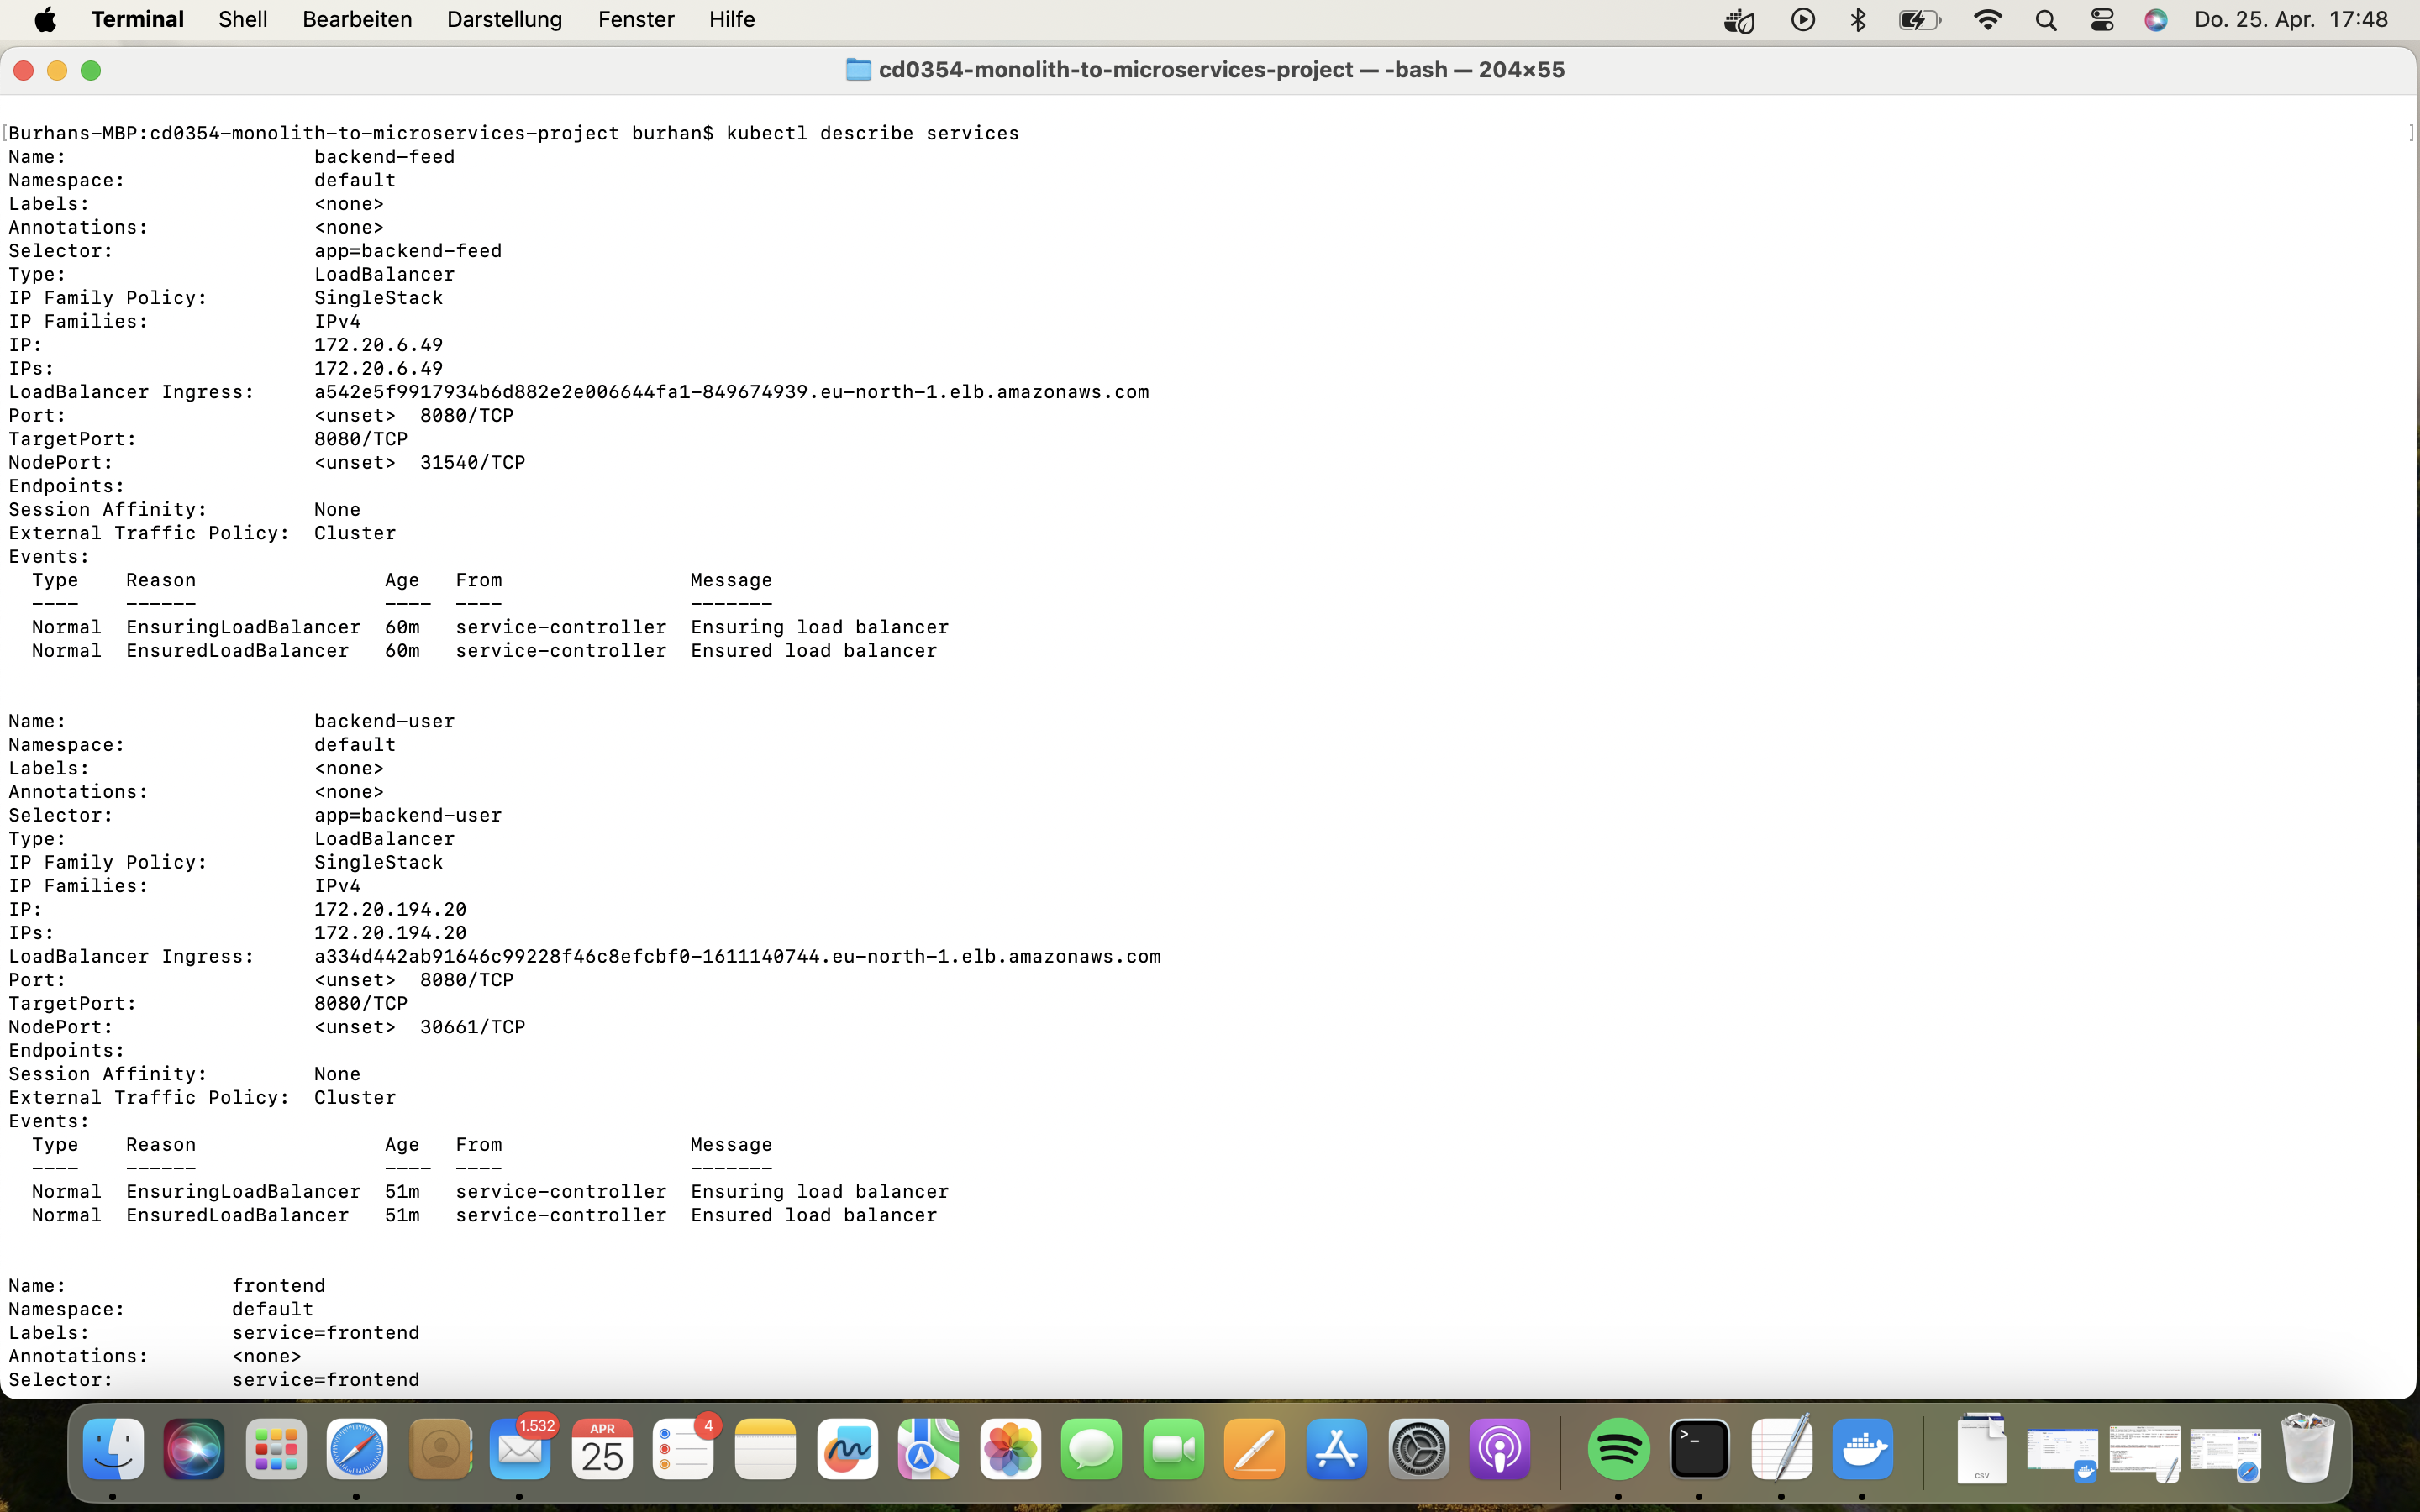 Terminal Shell Bearbeiten Darstellung Fenster Hilfe Do. 25. Apr. 17:48
cd0354-monolith-to-microservices-project — -bash — 204×55
[Burhans-MBP:cd0354-monolith-to-microservices-project burhan$ kubectl describe services ]
Name: backend-feed
Namespace: default
Labels: <none>
Annotations: <none>
Selector: app=backend-feed
Type: LoadBalancer
IP Family Policy: SingleStack
IP Families: IPv4
IP: 172.20.6.49
IPs: 172.20.6.49
LoadBalancer Ingress: a542e5f9917934b6d882e2e006644fa1-849674939.eu-north-1.elb.amazonaws.com
Port: <unset> 8080/TCP
TargetPort: 8080/TCP
NodePort: <unset> 31540/TCP
Endpoints:
Session Affinity: None
External Traffic Policy: Cluster
Events:
Type Reason Age From Message
---- ------ ---- ---- -------
Normal EnsuringLoadBalancer 60m service-controller Ensuring load balancer
Normal EnsuredLoadBalancer 60m service-controller Ensured load balancer
Name: backend-user
Namespace: default
Labels: <none>
Annotations: <none>
Selector: app=backend-user
Type: LoadBalancer
IP Family Policy: SingleStack
IP Families: IPv4
IP: 172.20.194.20
IPs: 172.20.194.20
LoadBalancer Ingress: a334d442ab91646c99228f46c8efcbf0-1611140744.eu-north-1.elb.amazonaws.com
Port: <unset> 8080/TCP
TargetPort: 8080/TCP
NodePort: <unset> 30661/TCP
Endpoints:
Session Affinity: None
External Traffic Policy: Cluster
Events:
Type Reason Age From Message
---- ------ ---- ---- -------
Normal EnsuringLoadBalancer 51m service-controller Ensuring load balancer
Normal EnsuredLoadBalancer 51m service-controller Ensured load balancer
Name: frontend
Namespace: default
Labels: service=frontend
Annotations: <none>
Selector: service=frontend
1.532
APR
25
4
>_
CSV